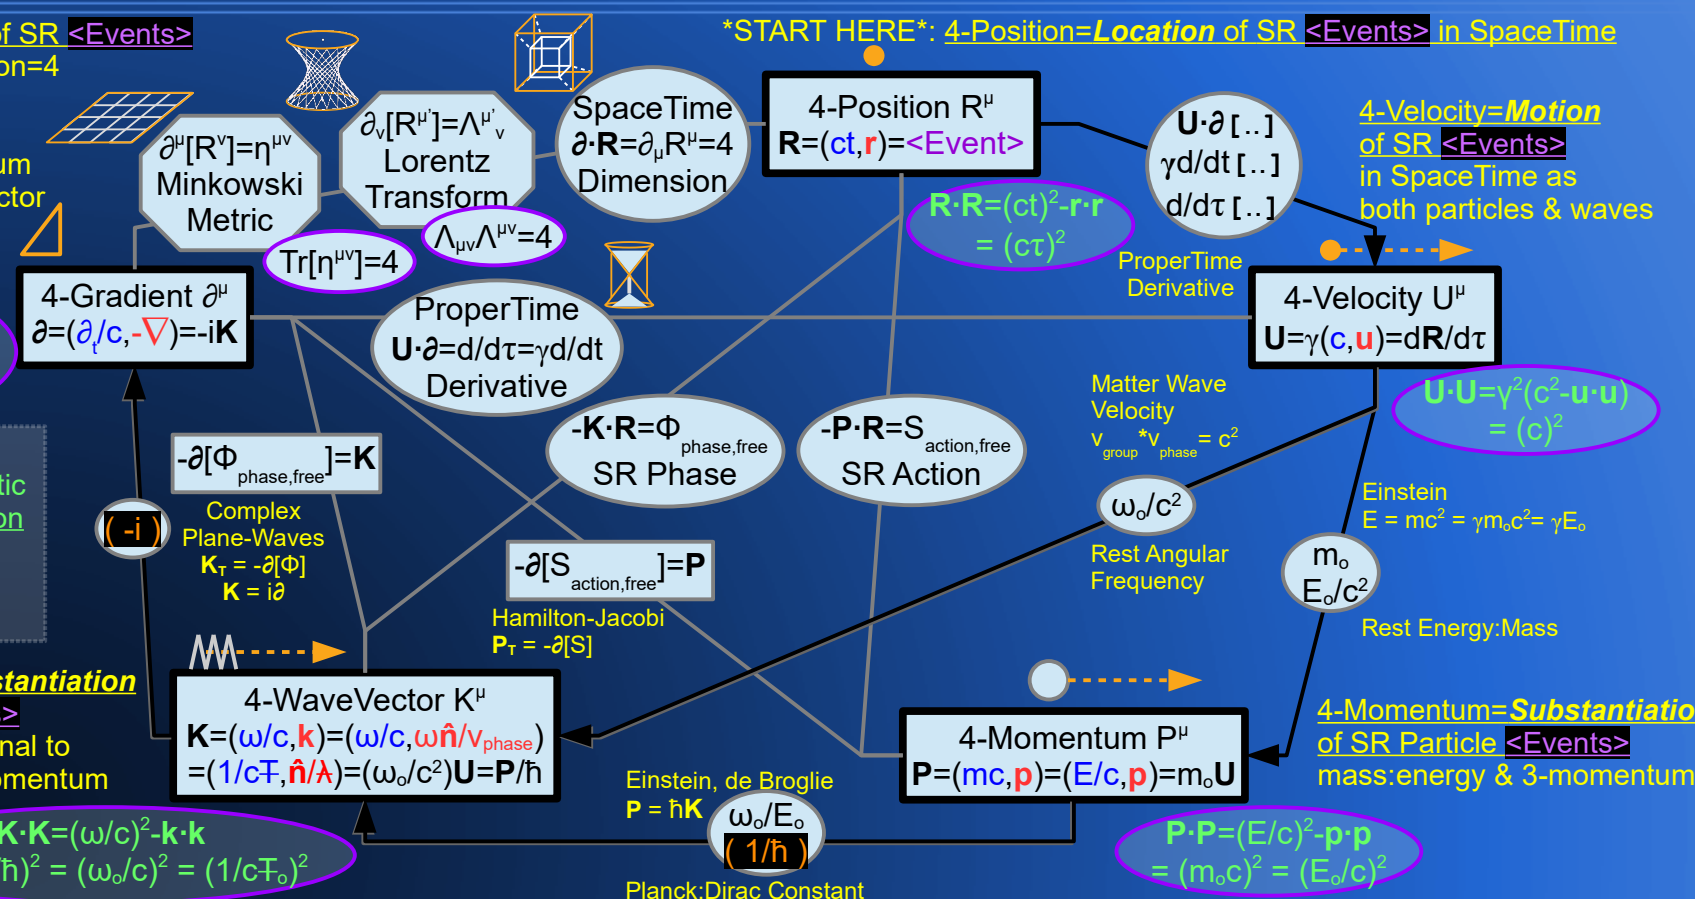 of SR <Events>
on=4
*START HERE*: 4-Position=Location of SR <Events> in SpaceTime
SpaceTime
∂·R=∂μRμ=4
Dimension
4-Position Rμ
R=(ct,r)=<Event>
U·∂ [..]
γd/dt [..]
d/dτ [..]
4-Velocity=Motion
of SR <Events>
in SpaceTime as
both particles & waves
∂μ[Rν]=ημν
Minkowski
Metric
∂ν[Rμ']=Λμ'ν
Lorentz
Transform
um
ctor
Tr[ημν]=4
ΛμνΛμν=4
R·R=(ct)²-r·r
= (cτ)²
ProperTime
Derivative
4-Gradient ∂μ
∂=(∂t/c,-∇)=-iK
ProperTime
U·∂=d/dτ=γd/dt
Derivative
4-Velocity Uμ
U=γ(c,u)=dR/dτ
U·U=γ²(c²-u·u)
= (c)²
Matter Wave
Velocity
vgroup*vphase= c²
-∂[Φphase,free]=K
-K·R=Φphase,free
SR Phase
-P·R=Saction,free
SR Action
tic
on
( -i )
Complex
Plane-Waves
KT = -∂[Φ]
K = i∂
ωo/c²
Rest Angular
Frequency
Einstein
E = mc² = γmoc²= γEo
mo
Eo/c²
Rest Energy:Mass
-∂[Saction,free]=P
Hamilton-Jacobi
PT = -∂[S]
stantiation
s>
nal to
omentum
4-WaveVector Kμ
K=(ω/c,k)=(ω/c,ωn̂/vphase)
=(1/cŦ,n̂/ƛ)=(ωo/c²)U=P/ħ
4-Momentum Pμ
P=(mc,p)=(E/c,p)=moU
4-Momentum=Substantiatio
of SR Particle <Events>
mass:energy & 3-momentum
Einstein, de Broglie
P = ħK
ωo/Eo
( 1/ħ )
Planck:Dirac Constant
K·K=(ω/c)²-k·k
/ħ)² = (ωo/c)² = (1/cŦo)²
P·P=(E/c)²-p·p
= (moc)² = (Eo/c)²